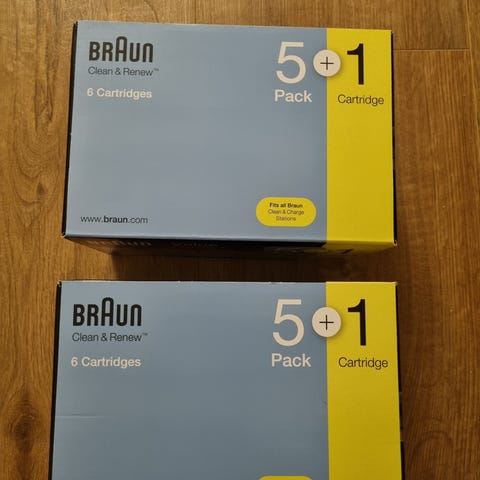 BRAUN
Clean & Renew™
6 Cartridges
5 + 1
Pack
Cartridge
Fits all Braun
Clean & Charge
Stations
www.braun.com
BRAUN
BRAUN
Clean & Renew™
6 Cartridges
5 + 1
Pack
Cartridge